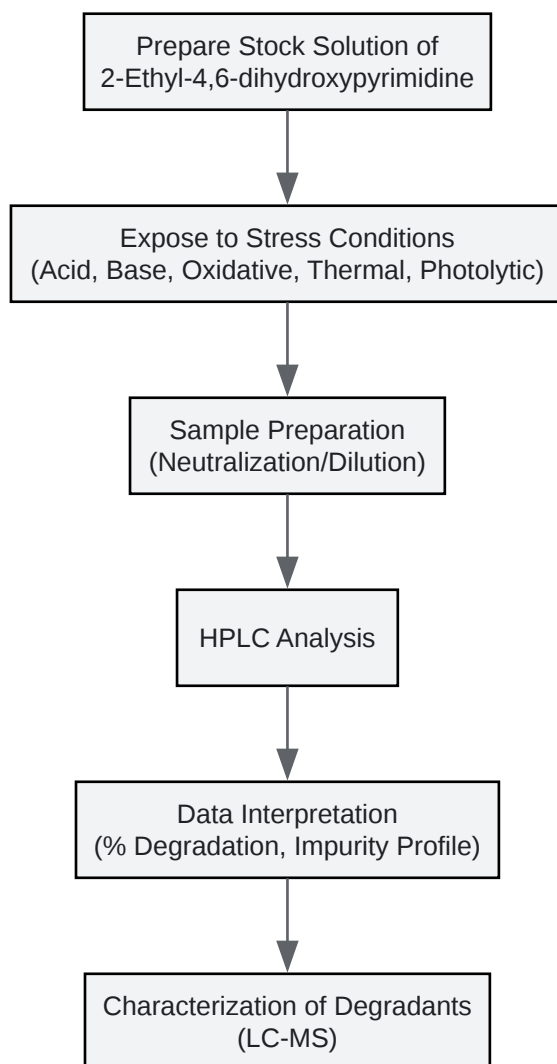 Prepare Stock Solution of
2-Ethyl-4,6-dihydroxypyrimidine
Expose to Stress Conditions
(Acid, Base, Oxidative, Thermal, Photolytic)
Sample Preparation
(Neutralization/Dilution)
HPLC Analysis
Data Interpretation
(% Degradation, Impurity Profile)
Characterization of Degradants
(LC-MS)